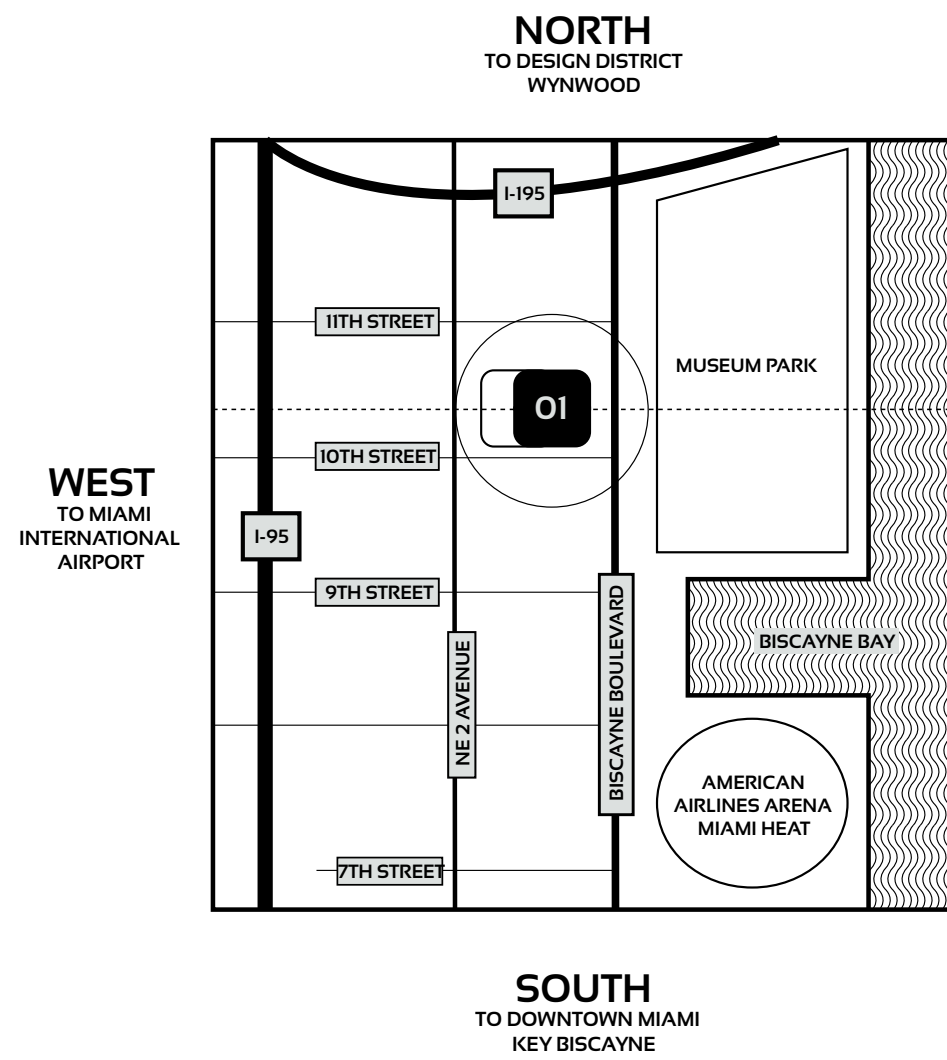 NORTH
TO DESIGN DISTRICT
WYNWOOD
I-195
11TH STREET
MUSEUM PARK
01
10TH STREET
WEST
TO MIAMI
INTERNATIONAL
AIRPORT
I-95
9TH STREET
BISCAYNE BOULEVARD
BISCAYNE BAY
NE 2 AVENUE
AMERICAN
AIRLINES ARENA
MIAMI HEAT
7TH STREET
SOUTH
TO DOWNTOWN MIAMI
KEY BISCAYNE